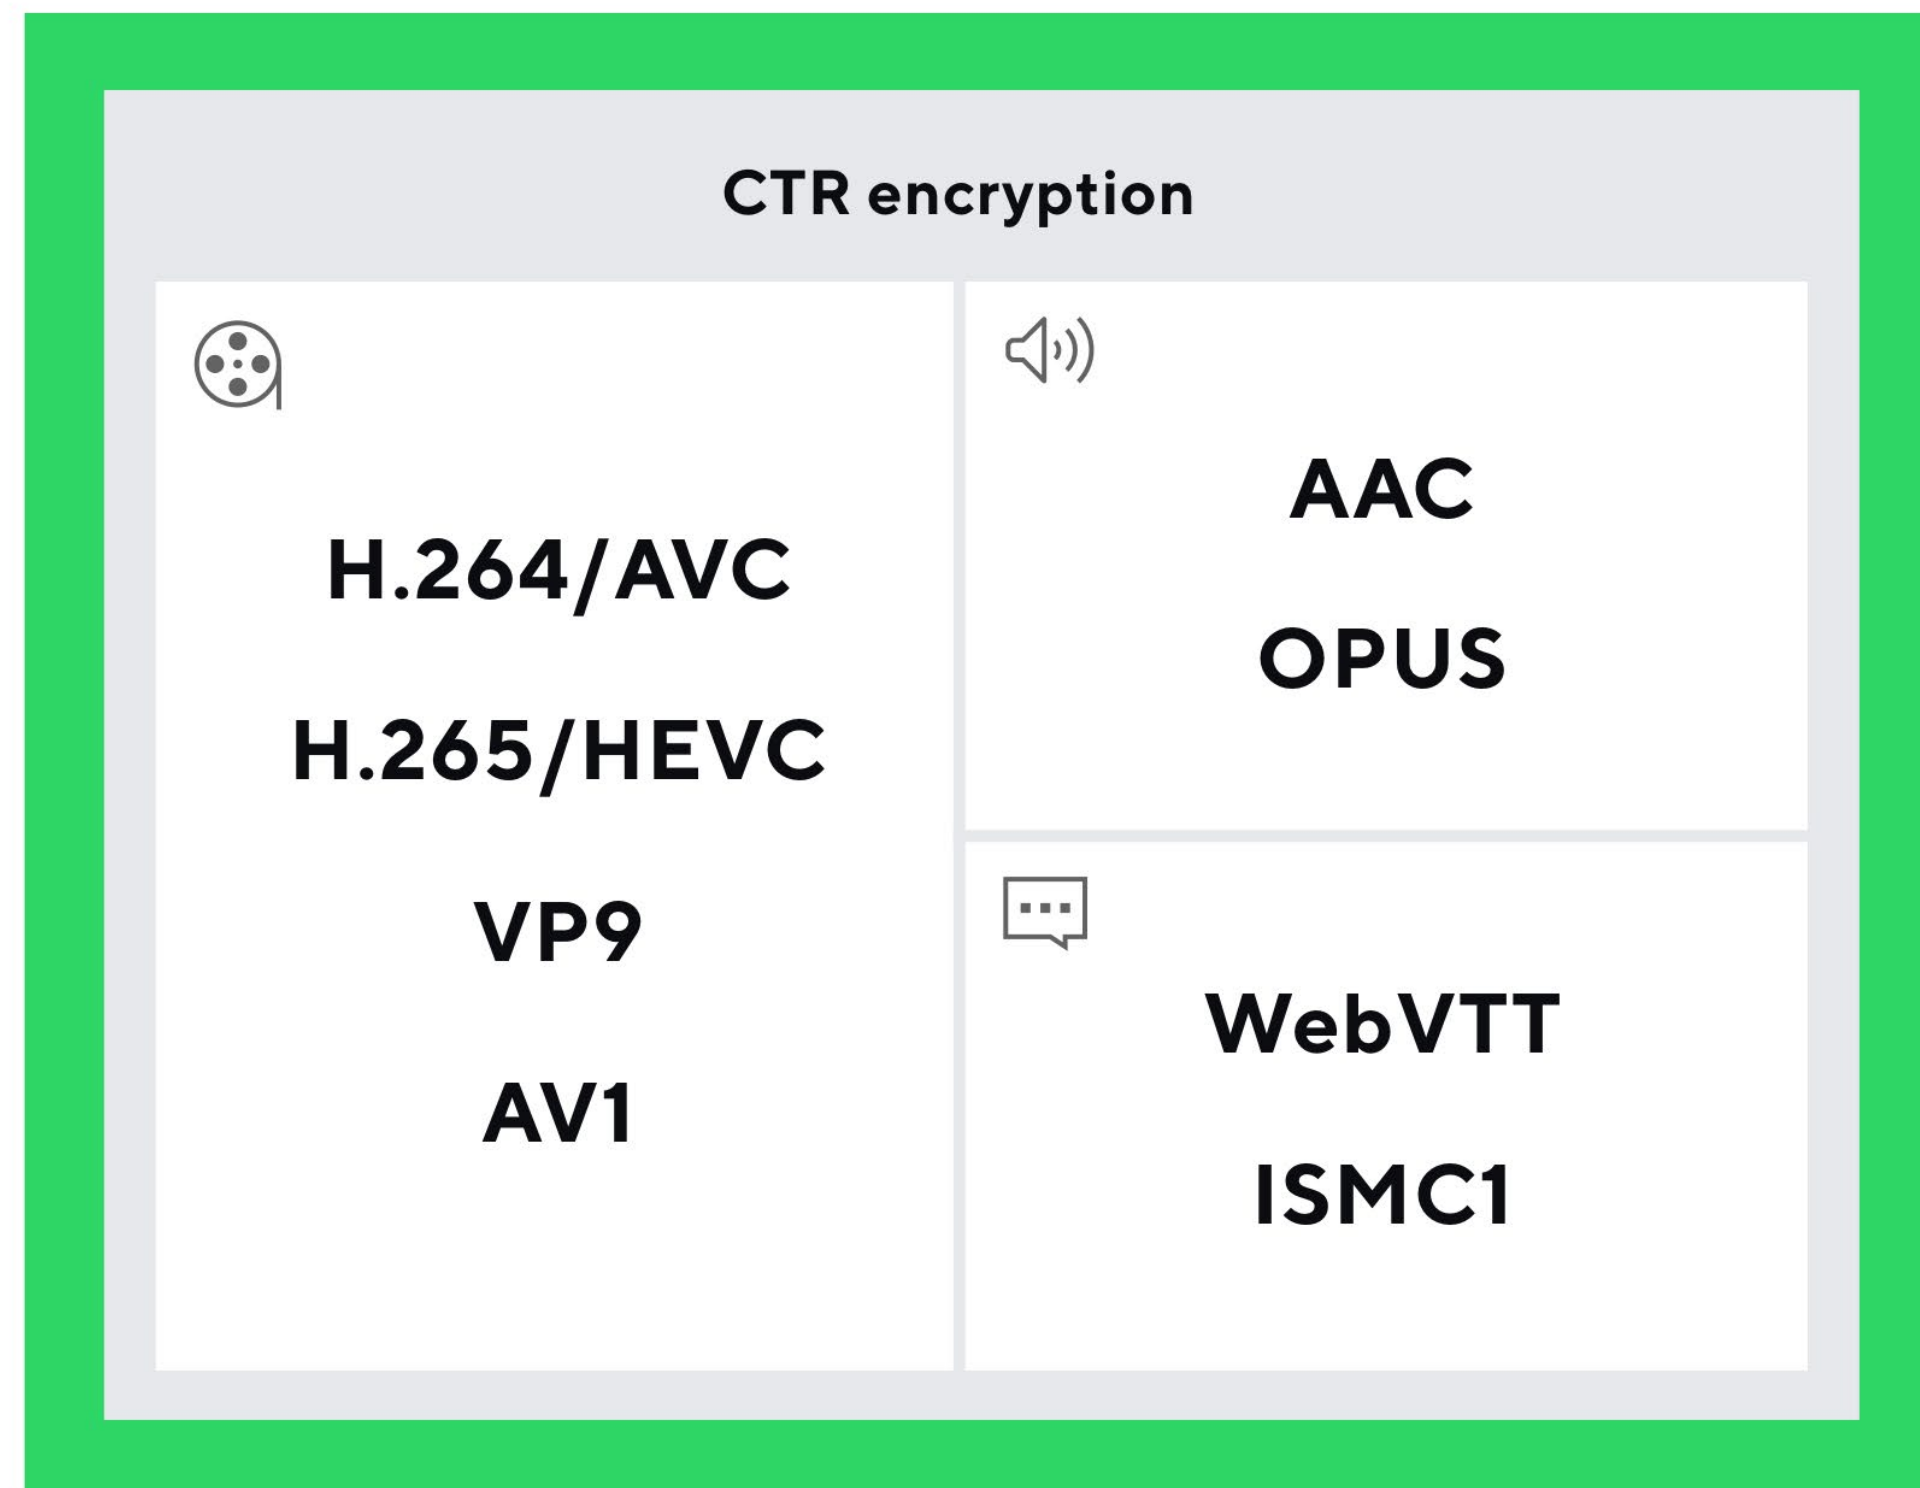 CTR encryption
H.264/AVC
H.265/HEVC
VP9
AV1
AAC
OPUS
WebVTT
ISMC1